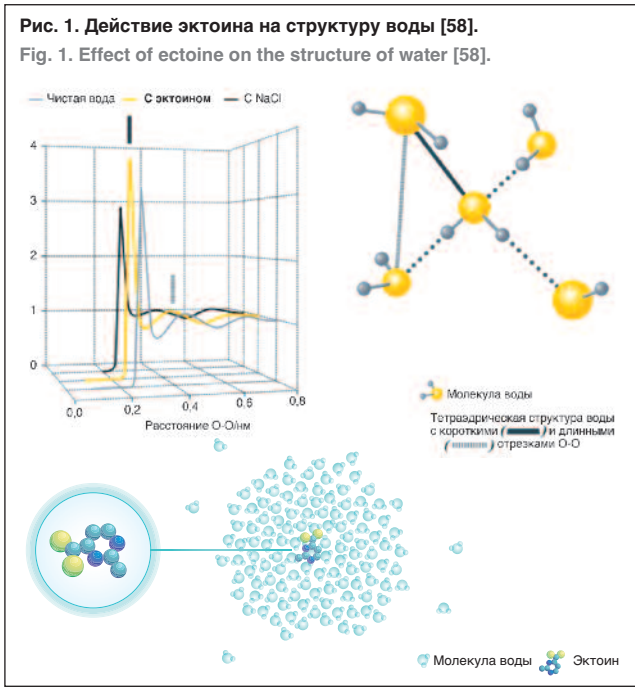 Рис. 1. Действие эктоина на структуру воды [58].
Fig. 1. Effect of ectoine on the structure of water [58].
Чистая вода С эктоином С NaCl
4
3
2
1
0
0,0
0,2
0,4
0,6
0,8
Расстояние О-О/нм
Молекула воды
Тетраэдрическая структура воды
с короткими ( ) и длинными
( ) отрезками О-О
Молекула воды Эктоин